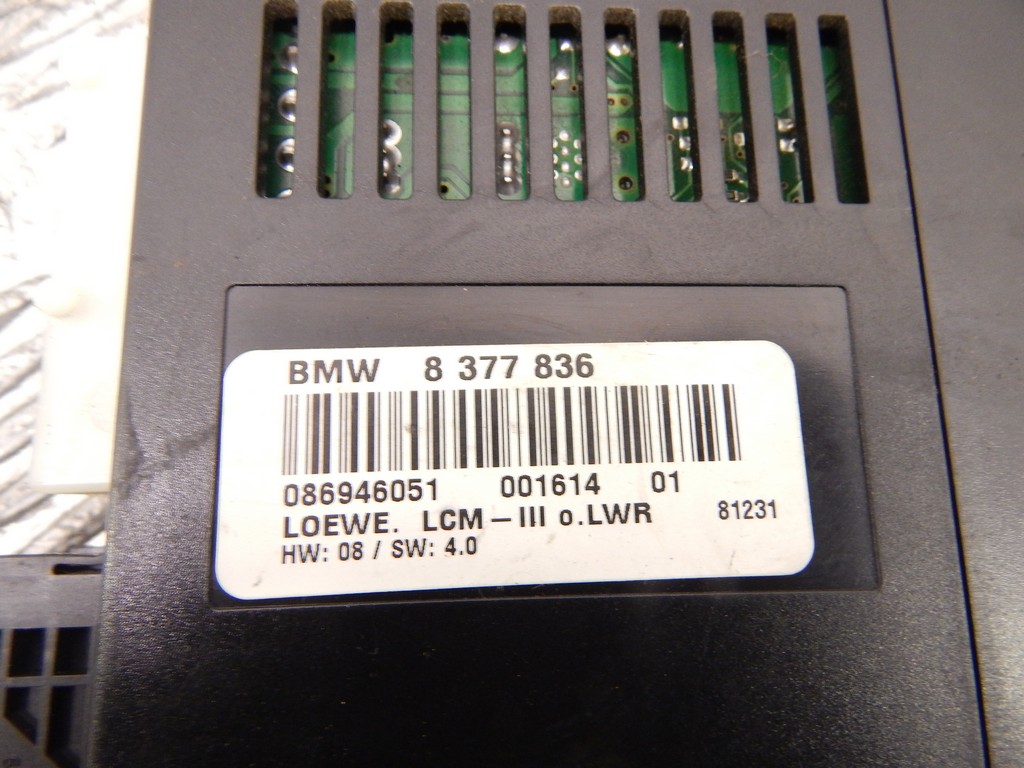 BMW 8 377 836
086946051 001614 01
LOEWE. LCM – III o.LWR 81231
HW: 08 / SW: 4.0